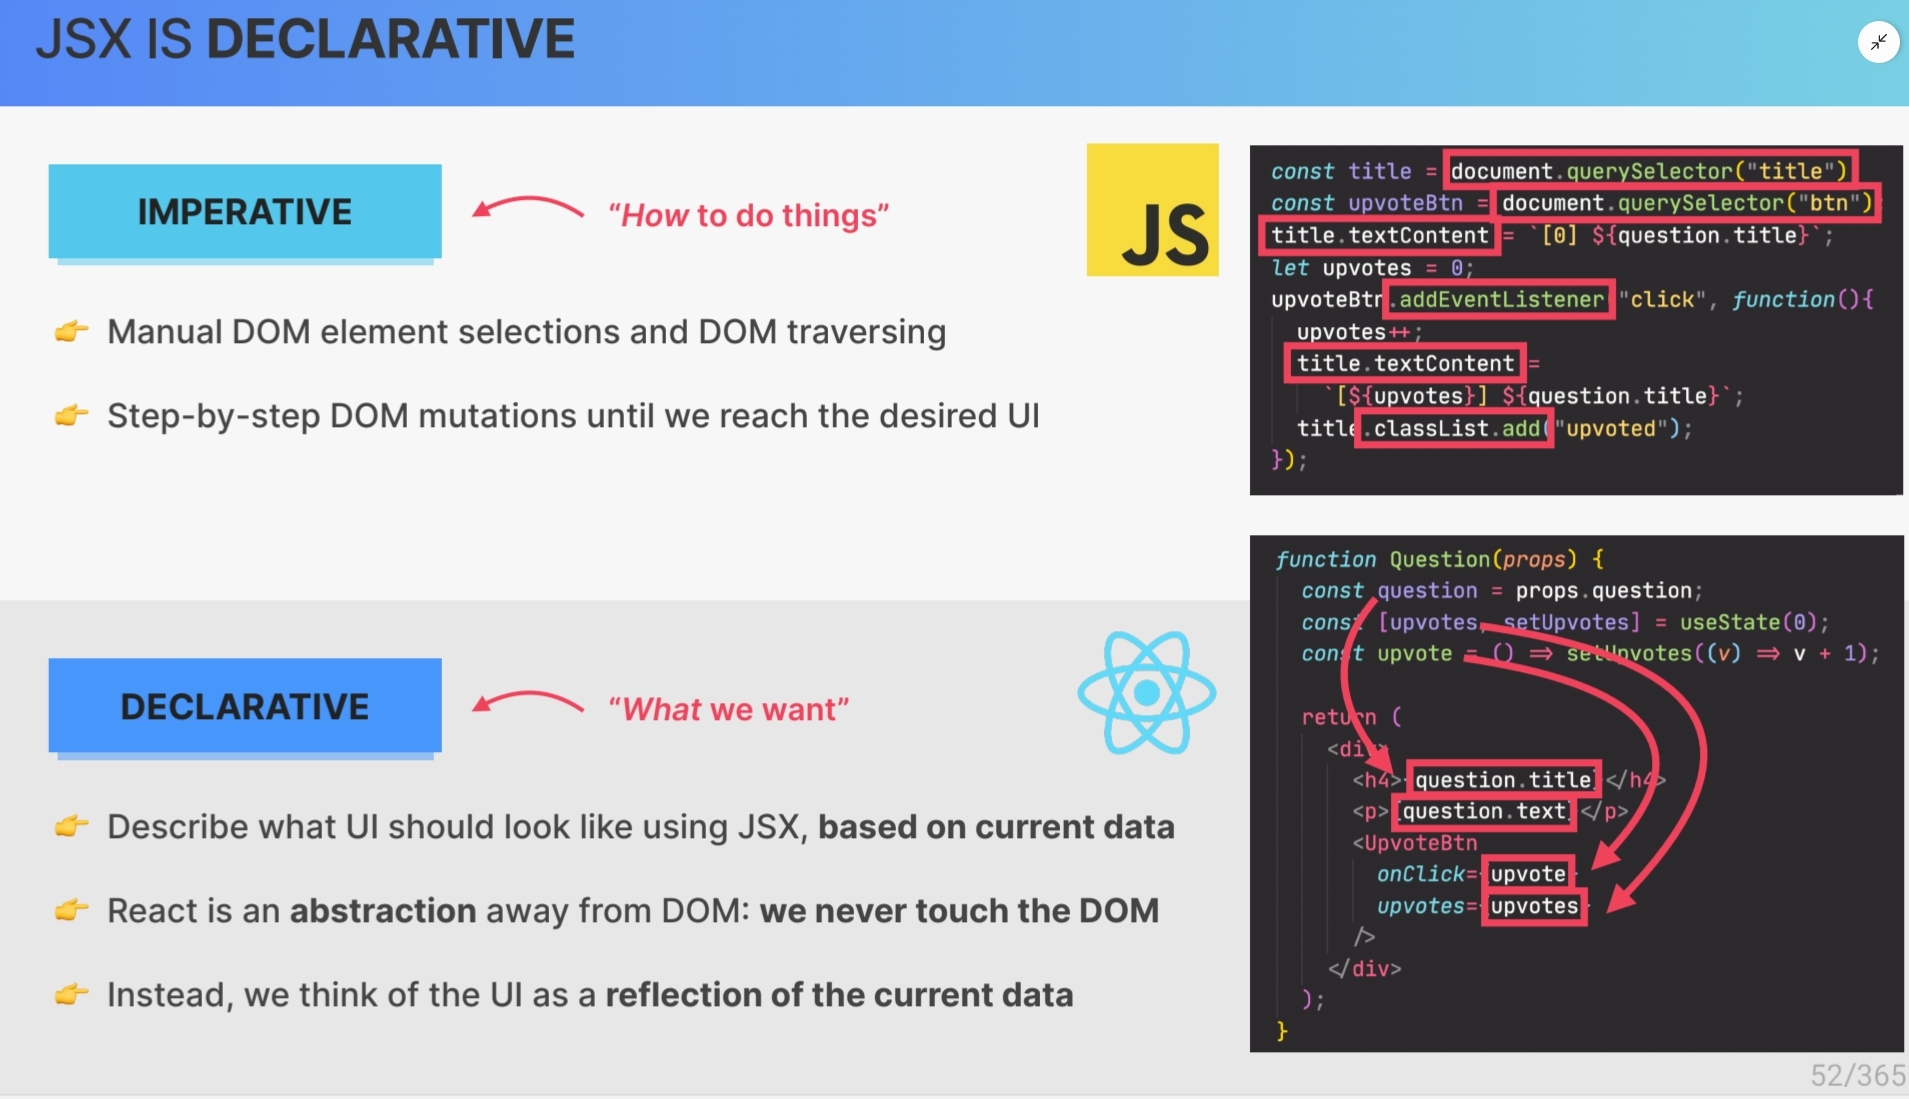 JSX IS DECLARATIVE
IMPERATIVE
“How to do things”
JS
👉 Manual DOM element selections and DOM traversing
👉 Step-by-step DOM mutations until we reach the desired UI
const title = document.querySelector("title")
const upvoteBtn = document.querySelector("btn")
title.textContent = `[0] ${question.title}`;
let upvotes = 0;
upvoteBtn.addEventListener "click", function(){
upvotes++;
title.textContent =
`[${upvotes}] ${question.title}`;
title.classList.add("upvoted");
});
DECLARATIVE
“What we want”
👉 Describe what UI should look like using JSX, based on current data
👉 React is an abstraction away from DOM: we never touch the DOM
👉 Instead, we think of the UI as a reflection of the current data
function Question(props) {
const question = props.question;
const [upvotes, setUpvotes] = useState(0);
const upvote = () => setUpvotes((v) => v + 1);
return (
<div>
<h4> question.title </h4>
<p>{question.text}</p>
<UpvoteBtn
onClick={upvote}
upvotes={upvotes}
/>
</div>
);
}
52/365